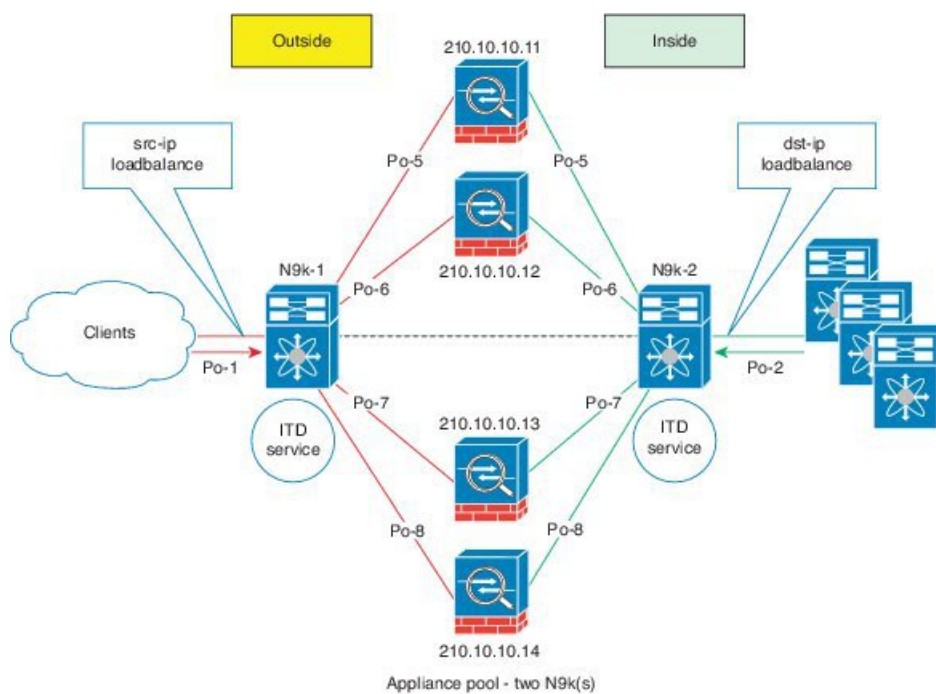 Outside
Inside
210.10.10.11
src-ip
loadbalance
dst-ip
loadbalance
Po-5
Po-5
N9k-1
210.10.10.12
N9k-2
Po-6
Po-6
Clients
Po-1
Po-2
Po-7
210.10.10.13
Po-7
ITD
service
ITD
service
Po-8
Po-8
210.10.10.14
Appliance pool - two N9k(s)